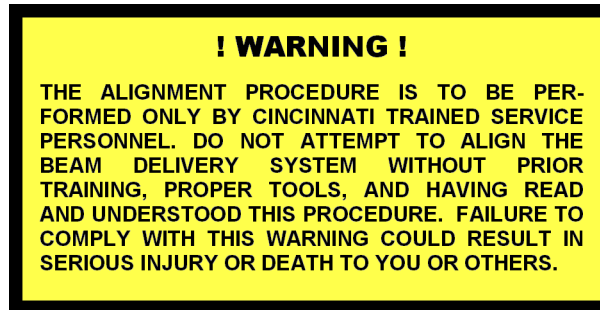 ! WARNING !
THE ALIGNMENT PROCEDURE IS TO BE PER-
FORMED ONLY BY CINCINNATI TRAINED SERVICE
PERSONNEL. DO NOT ATTEMPT TO ALIGN THE
BEAM DELIVERY SYSTEM WITHOUT PRIOR
TRAINING, PROPER TOOLS, AND HAVING READ
AND UNDERSTOOD THIS PROCEDURE. FAILURE TO
COMPLY WITH THIS WARNING COULD RESULT IN
SERIOUS INJURY OR DEATH TO YOU OR OTHERS.